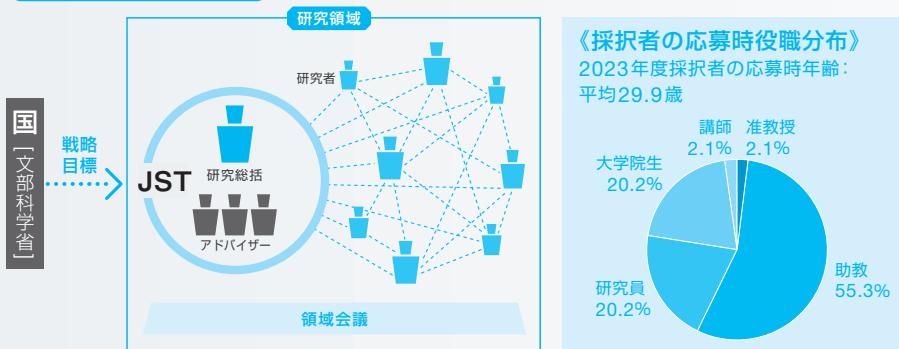 研究領域
研究者
国
[文部科学省]
戦略
目標
JST
研究総括
アドバイザー
領域会議
《採択者の応募時役職分布》
2023年度採択者の応募時年齢：
平均29.9歳
講師
2.1%
准教授
2.1%
大学院生
20.2%
研究員
20.2%
助教
55.3%